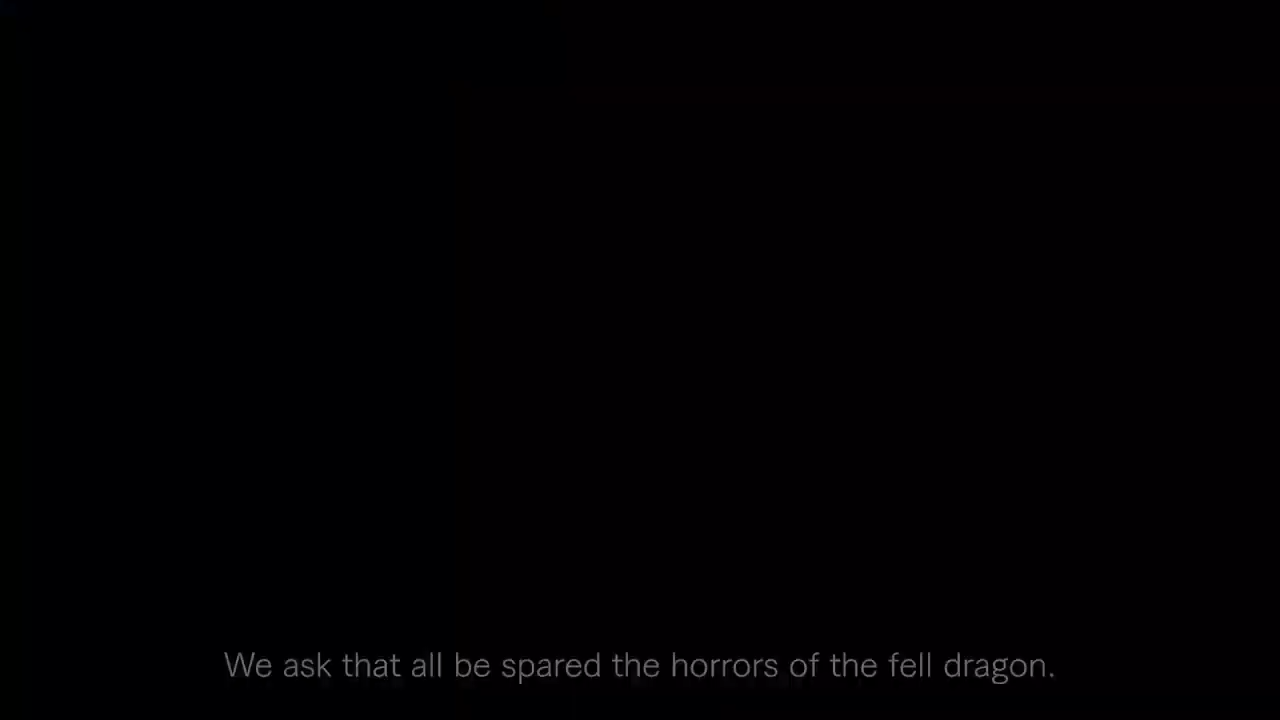 We ask that all be spared the horrors of the fell dragon.